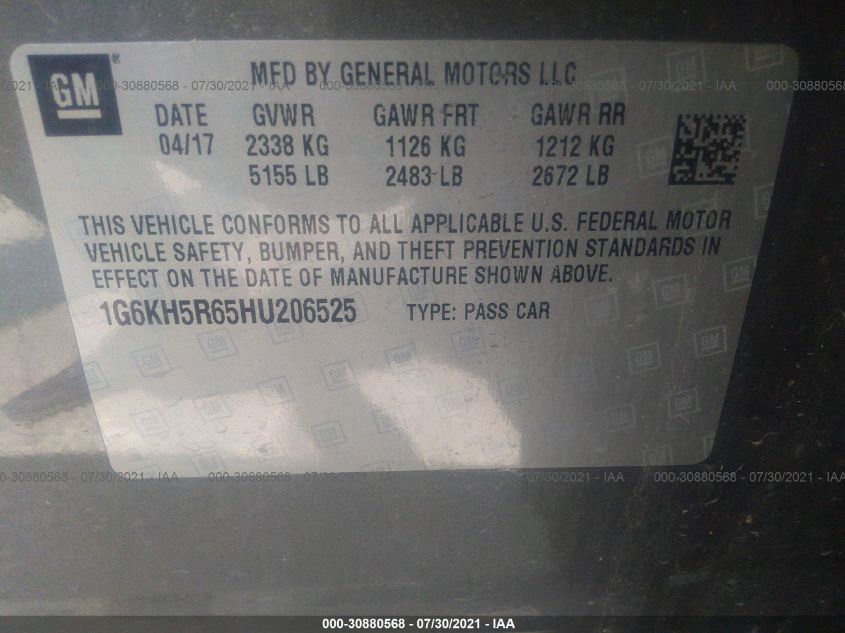 GM®
MFD BY GENERAL MOTORS LLC
DATE GVWR GAWR FRT GAWR RR
04/17 2338 KG 1126 KG 1212 KG
5155 LB 2483 LB 2672 LB
THIS VEHICLE CONFORMS TO ALL APPLICABLE U.S. FEDERAL MOTOR
VEHICLE SAFETY, BUMPER, AND THEFT PREVENTION STANDARDS IN
EFFECT ON THE DATE OF MANUFACTURE SHOWN ABOVE.
1G6KH5R65HU206525 TYPE: PASS CAR
000-30880568 - 07/30/2021 - IAA